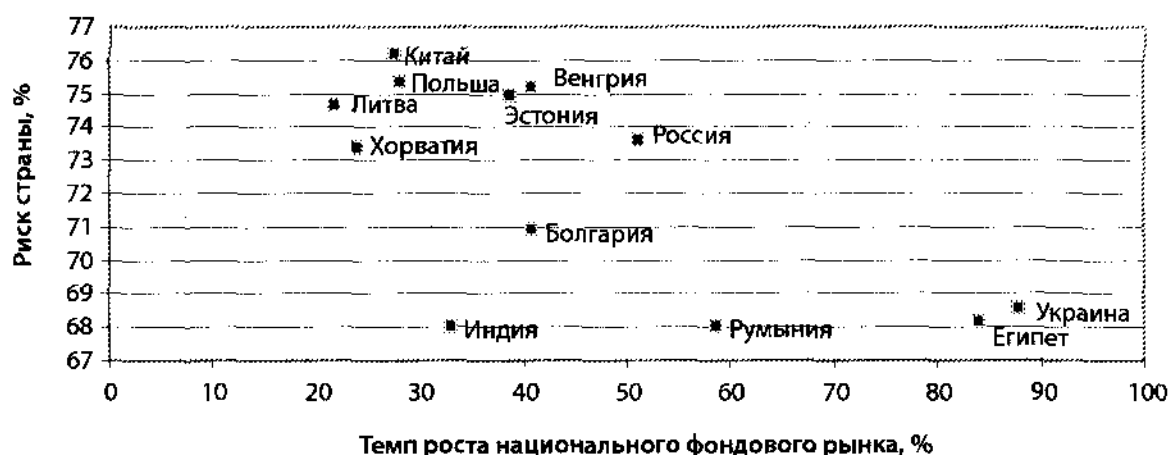 77
76
75
74
73
72
71
70
69
68
67
Риск страны, %
Китай
Польша
Венгрия
Литва
Эстония
Хорватия
Россия
Болгария
Индия
Румыния
Украина
Египет
0 10 20 30 40 50 60 70 80 90 100
Темп роста национального фондового рынка, %